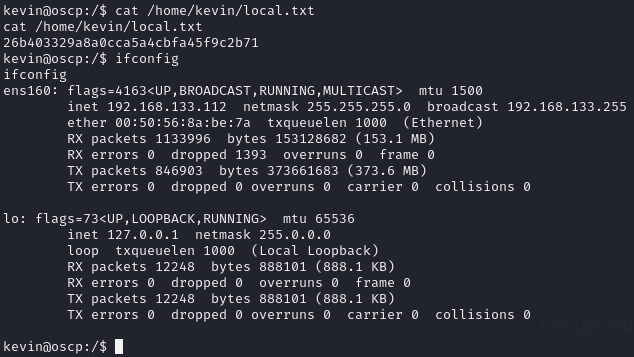 kevin@oscp:/$ cat /home/kevin/local.txt
cat /home/kevin/local.txt
26b403329a8a0cca5a4cbfa45f9c2b71
kevin@oscp:/$ ifconfig
ifconfig
ens160: flags=4163<UP,BROADCAST,RUNNING,MULTICAST>  mtu 1500
        inet 192.168.133.112  netmask 255.255.255.0  broadcast 192.168.133.255
        ether 00:50:56:8a:be:7a  txqueuelen 1000  (Ethernet)
        RX packets 1133996  bytes 153128682 (153.1 MB)
        RX errors 0  dropped 1393  overruns 0  frame 0
        TX packets 846903  bytes 373661683 (373.6 MB)
        TX errors 0  dropped 0 overruns 0  carrier 0  collisions 0

lo: flags=73<UP,LOOPBACK,RUNNING>  mtu 65536
        inet 127.0.0.1  netmask 255.0.0.0
        loop  txqueuelen 1000  (Local Loopback)
        RX packets 12248  bytes 888101 (888.1 KB)
        RX errors 0  dropped 0  overruns 0  frame 0
        TX packets 12248  bytes 888101 (888.1 KB)
        TX errors 0  dropped 0 overruns 0  carrier 0  collisions 0

File upload
kevin@oscp:/$